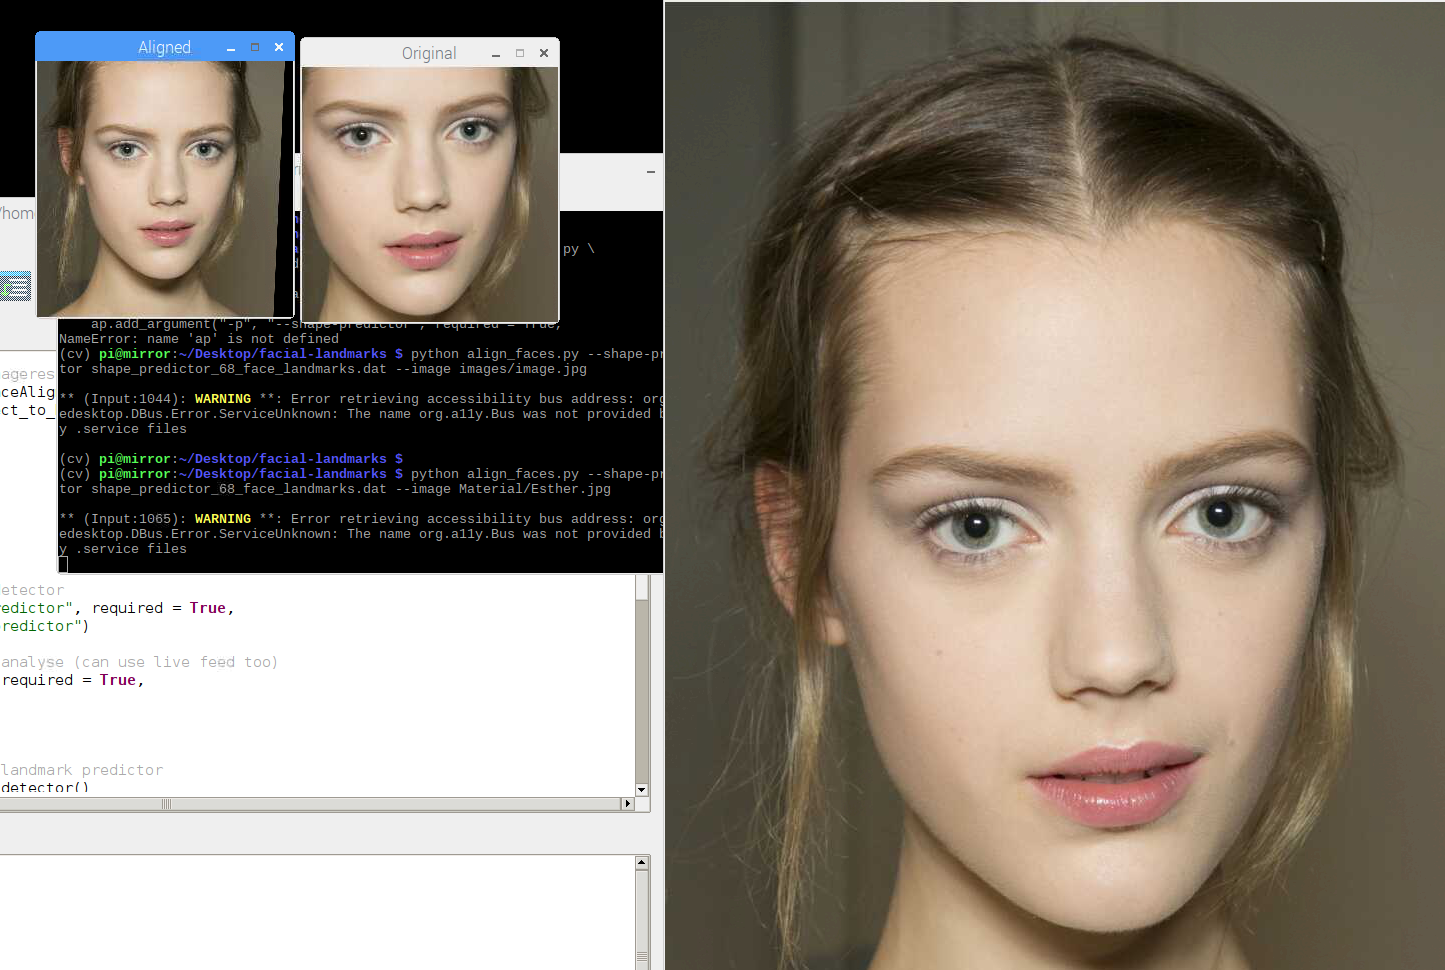 Aligned
Original
/hom
py \
ap.add_argument("-p", "--shape-predictor", required = True,
NameError: name 'ap' is not defined
(cv) pi@mirror:~/Desktop/facial-landmarks $ python align_faces.py --shape-pr
tor shape_predictor_68_face_landmarks.dat --image images/image.jpg
** (Input:1044): WARNING **: Error retrieving accessibility bus address: org
edesktop.DBus.Error.ServiceUnknown: The name org.a11y.Bus was not provided b
y .service files
(cv) pi@mirror:~/Desktop/facial-landmarks $
(cv) pi@mirror:~/Desktop/facial-landmarks $ python align_faces.py --shape-pr
tor shape_predictor_68_face_landmarks.dat --image Material/Esther.jpg
** (Input:1065): WARNING **: Error retrieving accessibility bus address: org
edesktop.DBus.Error.ServiceUnknown: The name org.a11y.Bus was not provided b
y .service files
ageres
ceAlig
ct_to_
etector
redictor", required = True,
redictor")
analyse (can use live feed too)
required = True,
landmark predictor
detector()